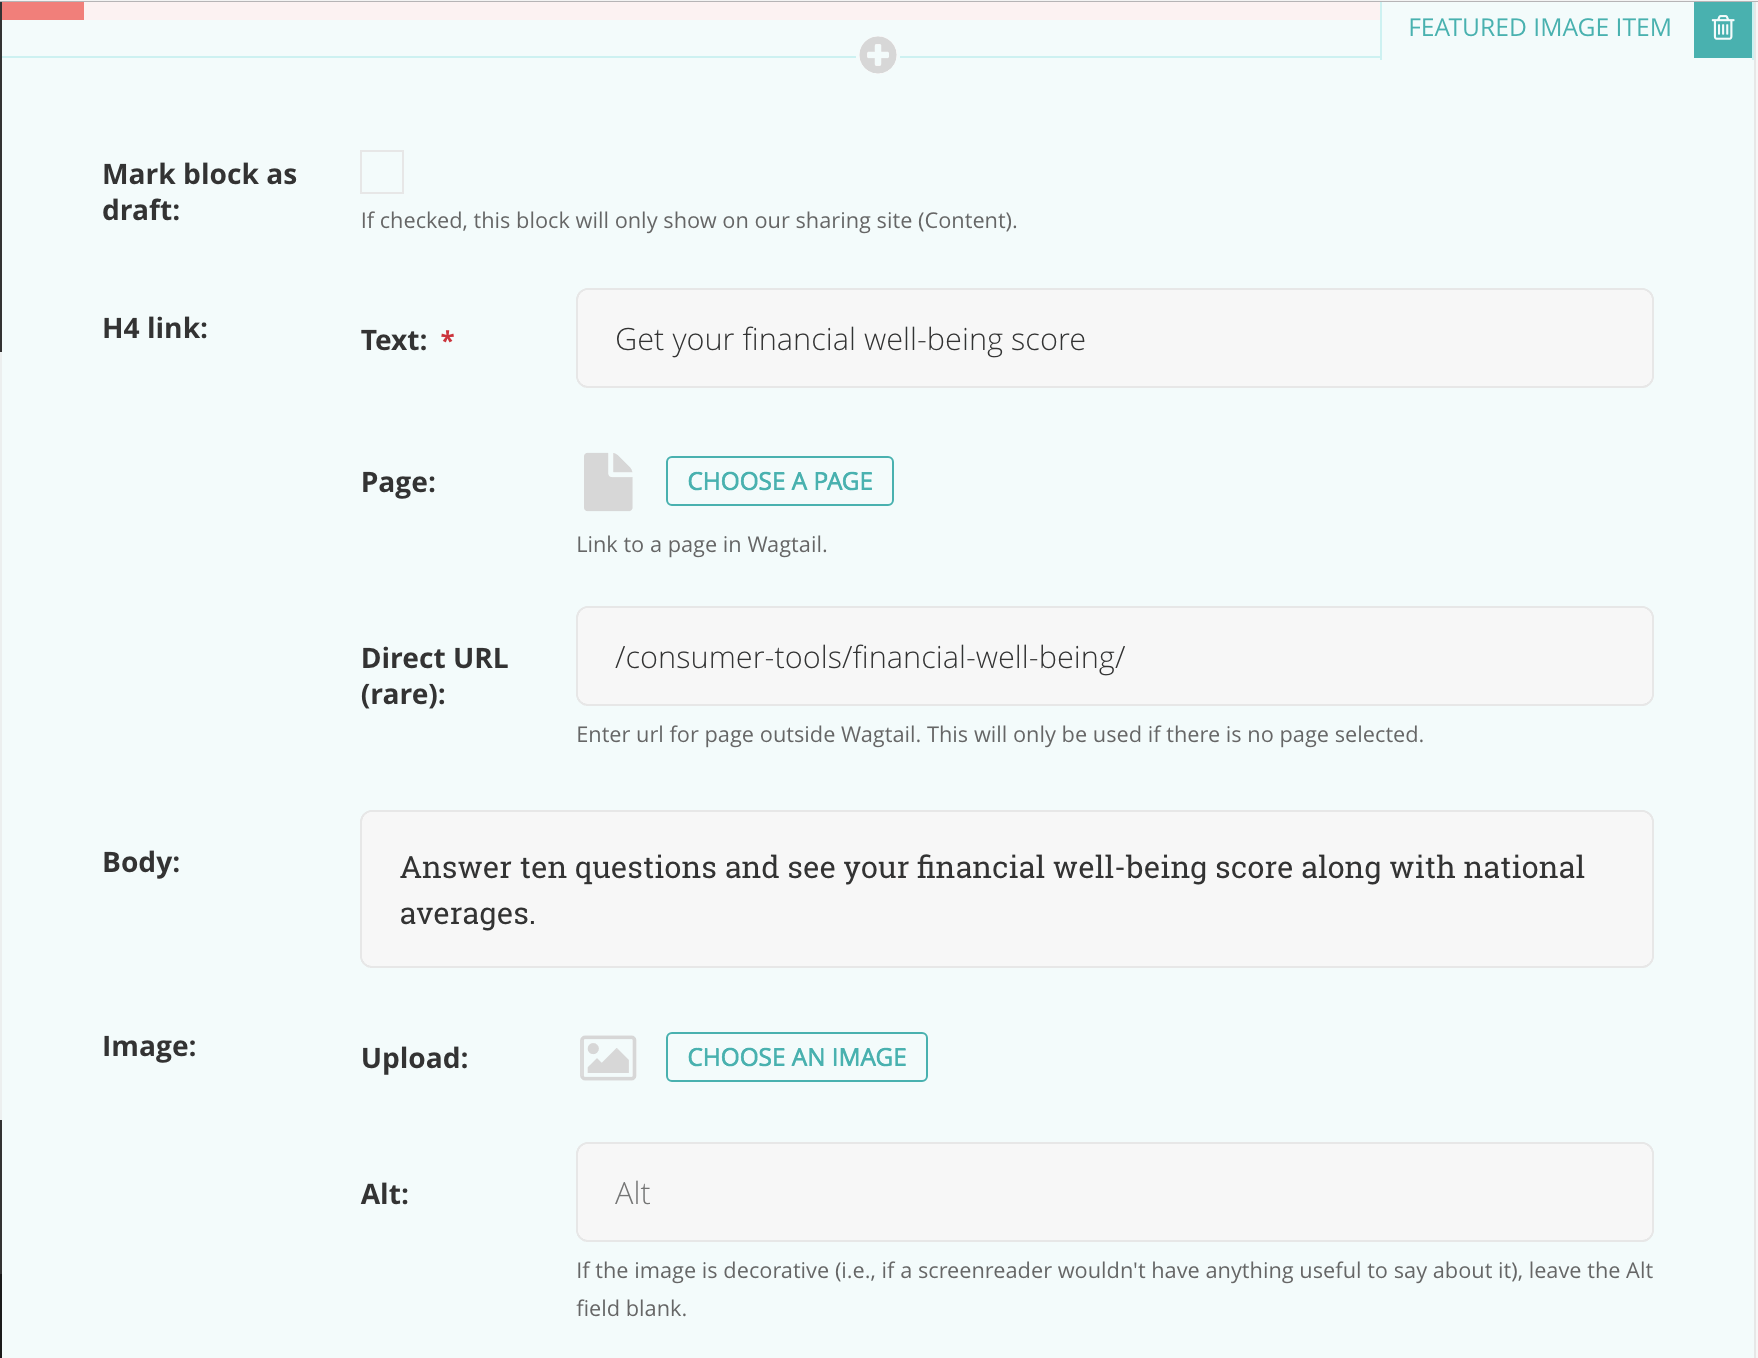 FEATURED IMAGE ITEM
Mark block as
draft:
If checked, this block will only show on our sharing site (Content).
H4 link:
Text: *
Get your financial well-being score
Page:
CHOOSE A PAGE
Link to a page in Wagtail.
Direct URL
(rare):
/consumer-tools/financial-well-being/
Enter url for page outside Wagtail. This will only be used if there is no page selected.
Body:
Answer ten questions and see your financial well-being score along with national
averages.
Image:
Upload:
CHOOSE AN IMAGE
Alt:
Alt
If the image is decorative (i.e., if a screenreader wouldn't have anything useful to say about it), leave the Alt
field blank.